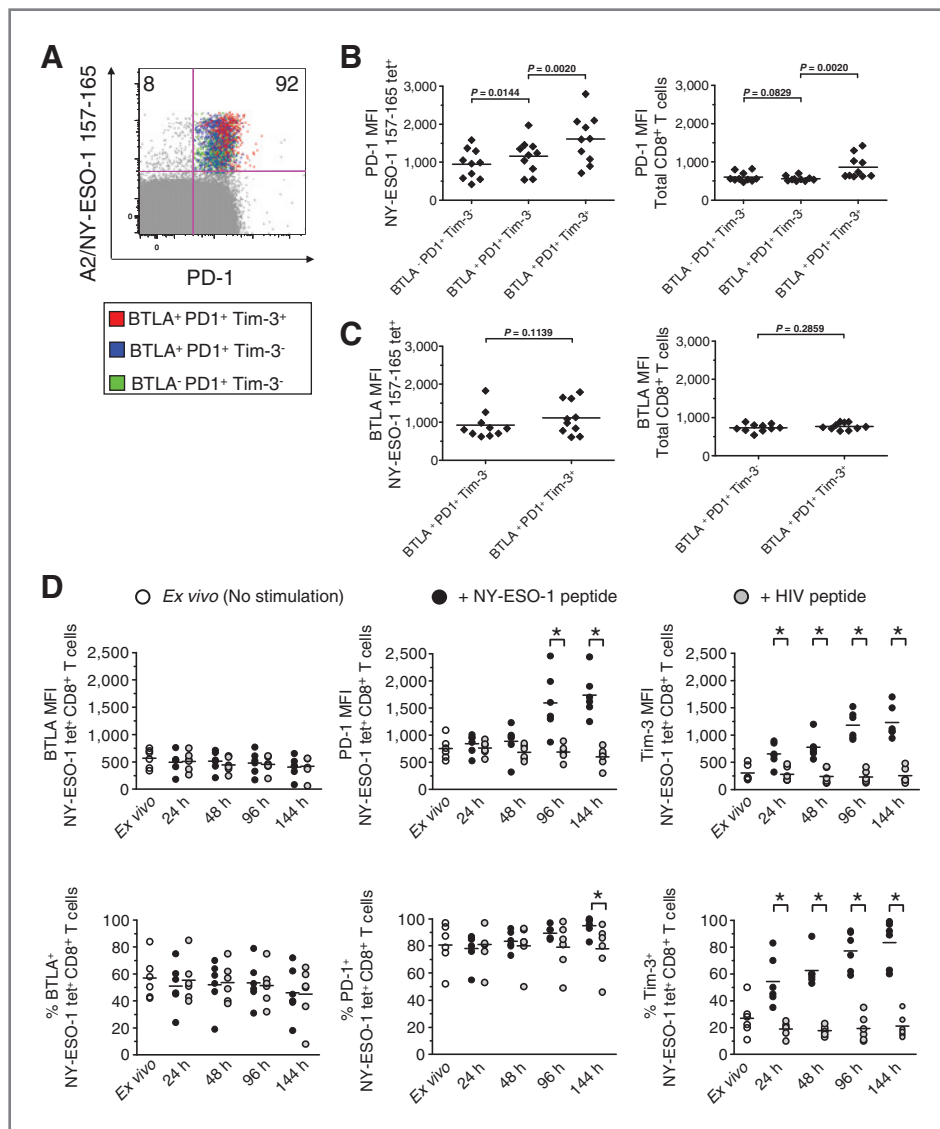 A
8 92
A2/NY-ESO-1 157-165
0
0
PD-1
BTLA⁺ PD1⁺ Tim-3⁺
BTLA⁺ PD1⁺ Tim-3⁻
BTLA⁻ PD1⁺ Tim-3⁻
B
PD-1 MFI
NY-ESO-1 157-165 tet⁺
3,000
2,000
1,000
0
P = 0.0144
P = 0.0020
BTLA⁻ PD1⁺ Tim-3⁻
BTLA⁺ PD1⁺ Tim-3⁻
BTLA⁺ PD1⁺ Tim-3⁺
PD-1 MFI
Total CD8⁺ T cells
3,000
2,000
1,000
0
P = 0.0829
P = 0.0020
BTLA⁻ PD1⁺ Tim-3⁻
BTLA⁺ PD1⁺ Tim-3⁻
BTLA⁺ PD1⁺ Tim-3⁺
C
BTLA MFI
NY-ESO-1 157-165 tet⁺
3,000
2,000
1,000
0
P = 0.1139
BTLA⁺ PD1⁺ Tim-3⁻
BTLA⁺ PD1⁺ Tim-3⁺
BTLA MFI
Total CD8⁺ T cells
3,000
2,000
1,000
0
P = 0.2859
BTLA⁺ PD1⁺ Tim-3⁻
BTLA⁺ PD1⁺ Tim-3⁺
D
Ex vivo (No stimulation) + NY-ESO-1 peptide + HIV peptide
BTLA MFI
NY-ESO-1 tet⁺ CD8⁺ T cells
2,500
2,000
1,500
1,000
500
0
Ex vivo 24 h 48 h 96 h 144 h
PD-1 MFI
NY-ESO-1 tet⁺ CD8⁺ T cells
2,500
2,000
1,500
1,000
500
0
* *
Ex vivo 24 h 48 h 96 h 144 h
Tim-3 MFI
NY-ESO-1 tet⁺ CD8⁺ T cells
2,500
2,000
1,500
1,000
500
0
* * * *
Ex vivo 24 h 48 h 96 h 144 h
% BTLA⁺
NY-ESO-1 tet⁺ CD8⁺ T cells
100
80
60
40
20
0
Ex vivo 24 h 48 h 96 h 144 h
% PD-1⁺
NY-ESO-1 tet⁺ CD8⁺ T cells
100
80
60
40
20
0
*
Ex vivo 24 h 48 h 96 h 144 h
% Tim-3⁺
NY-ESO-1 tet⁺ CD8⁺ T cells
100
80
60
40
20
0
* * * *
Ex vivo 24 h 48 h 96 h 144 h